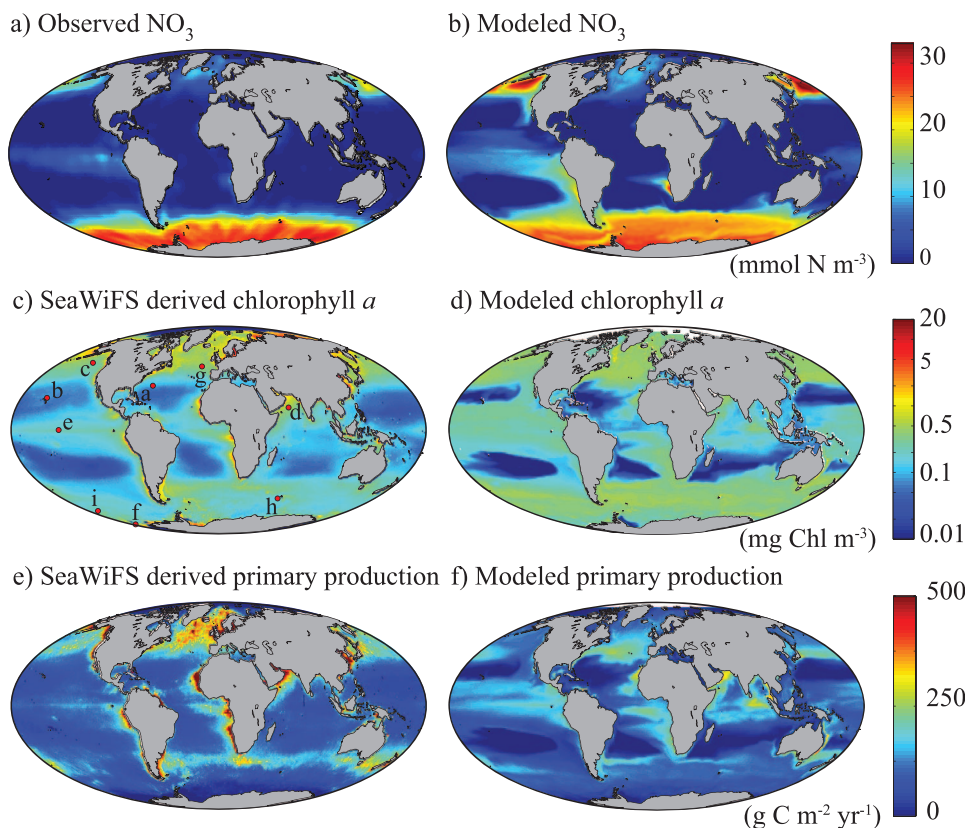 a) Observed NO3
b) Modeled NO3
30
20
10
0
(mmol N m-3)
c) SeaWiFS derived chlorophyll a
d) Modeled chlorophyll a
20
5
0.5
0.1
0.01
c
g
b
a
d
e
i
f
h
(mg Chl m-3)
e) SeaWiFS derived primary production
f) Modeled primary production
500
250
0
(g C m-2 yr-1)